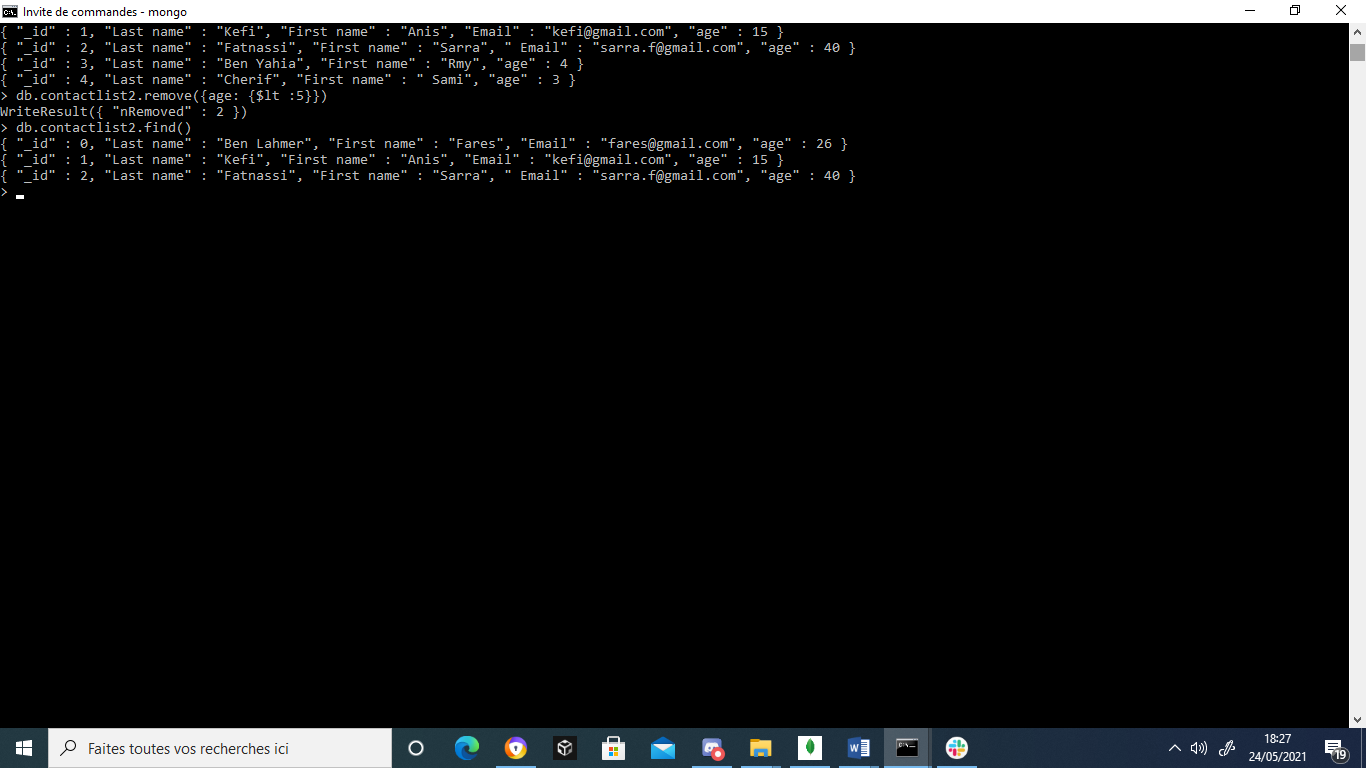 Invite de commandes - mongo
{ "_id" : 1, "Last name" : "Kefi", "First name" : "Anis", "Email" : "kefi@gmail.com", "age" : 15 }
{ "_id" : 2, "Last name" : "Fatnassi", "First name" : "Sarra", " Email" : "sarra.f@gmail.com", "age" : 40 }
{ "_id" : 3, "Last name" : "Ben Yahia", "First name" : "Rmy", "age" : 4 }
{ "_id" : 4, "Last name" : "Cherif", "First name" : " Sami", "age" : 3 }
> db.contactlist2.remove({age: {$lt :5}})
WriteResult({ "nRemoved" : 2 })
> db.contactlist2.find()
{ "_id" : 0, "Last name" : "Ben Lahmer", "First name" : "Fares", "Email" : "fares@gmail.com", "age" : 26 }
{ "_id" : 1, "Last name" : "Kefi", "First name" : "Anis", "Email" : "kefi@gmail.com", "age" : 15 }
{ "_id" : 2, "Last name" : "Fatnassi", "First name" : "Sarra", " Email" : "sarra.f@gmail.com", "age" : 40 }
>
Faites toutes vos recherches ici
18:27
24/05/2021
19